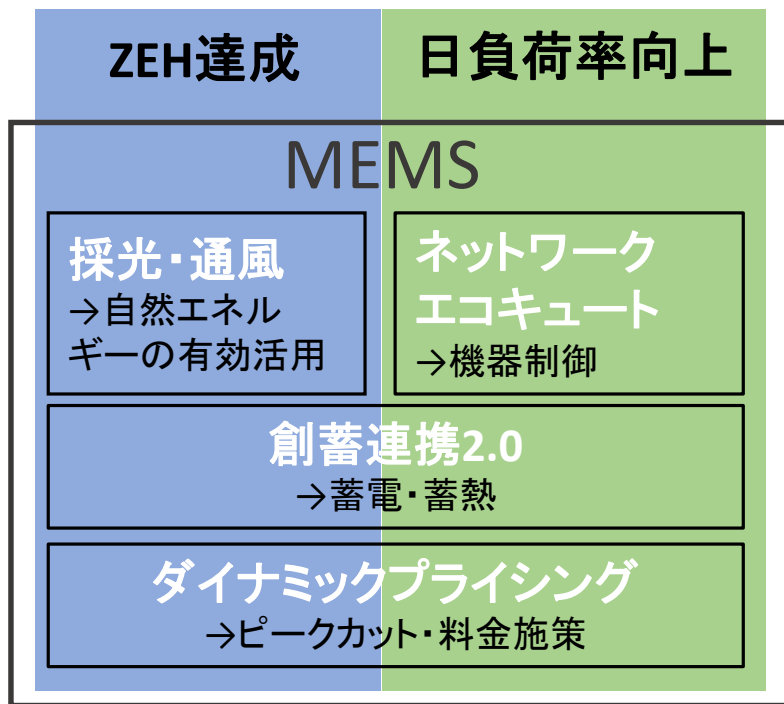 ZEH達成
日負荷率向上
MEMS
採光・通風
→自然エネル
ギーの有効活用
ネットワーク
エコキュート
→機器制御
創蓄連携2.0
→蓄電・蓄熱
ダイナミックプライシング
→ピークカット・料金施策